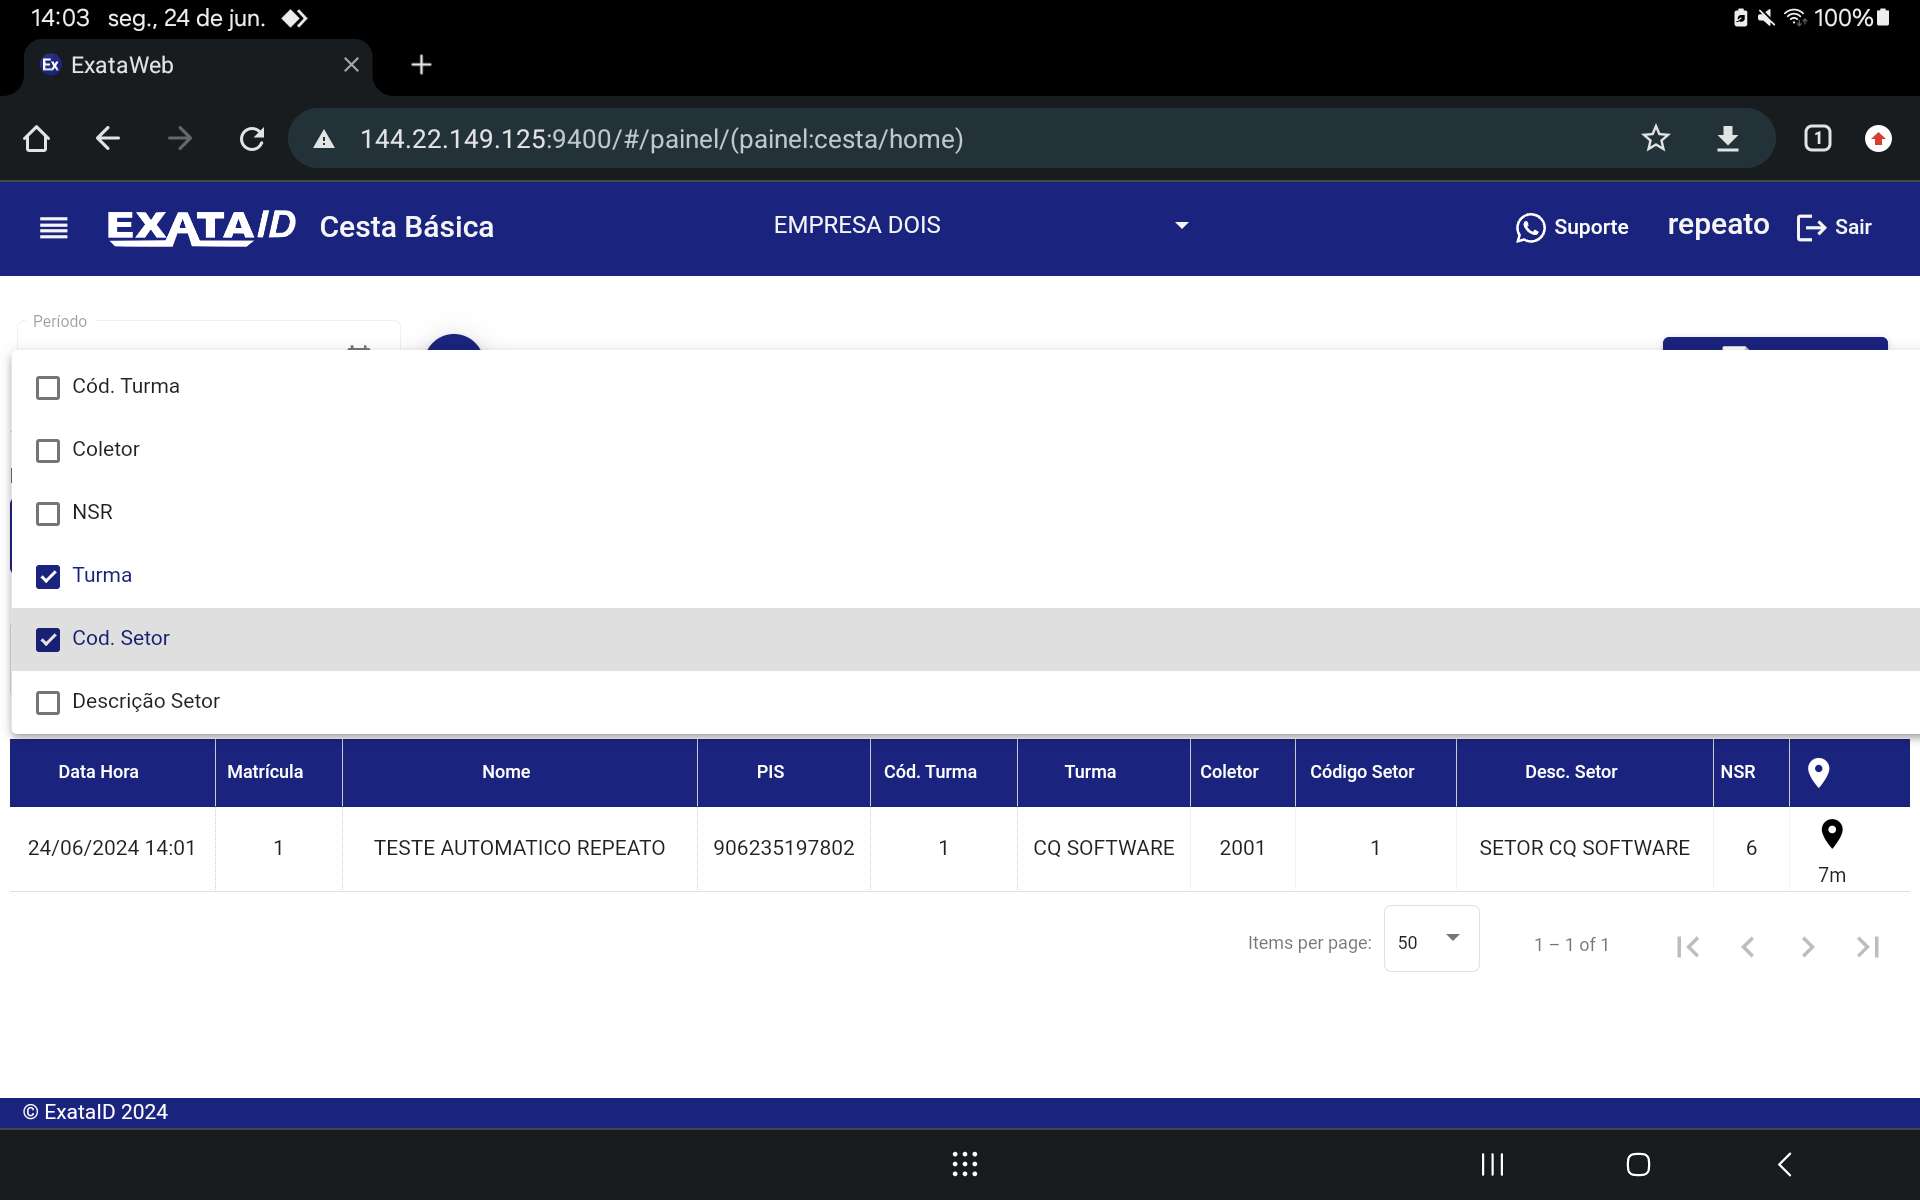 14:03 seg., 24 de jun. 100%
Ex ExataWeb
144.22.149.125:9400/#/painel/(painel:cesta/home) 1
EXATAID Cesta Básica EMPRESA DOIS Suporte repeato Sair
Período
Cód. Turma
Coletor
NSR
Turma
Cod. Setor
Descrição Setor
Data Hora Matrícula Nome PIS Cód. Turma Turma Coletor Código Setor Desc. Setor NSR
24/06/2024 14:01 1 TESTE AUTOMATICO REPEATO 906235197802 1 CQ SOFTWARE 2001 1 SETOR CQ SOFTWARE 6 7m
Items per page: 50 1 – 1 of 1
© ExataID 2024